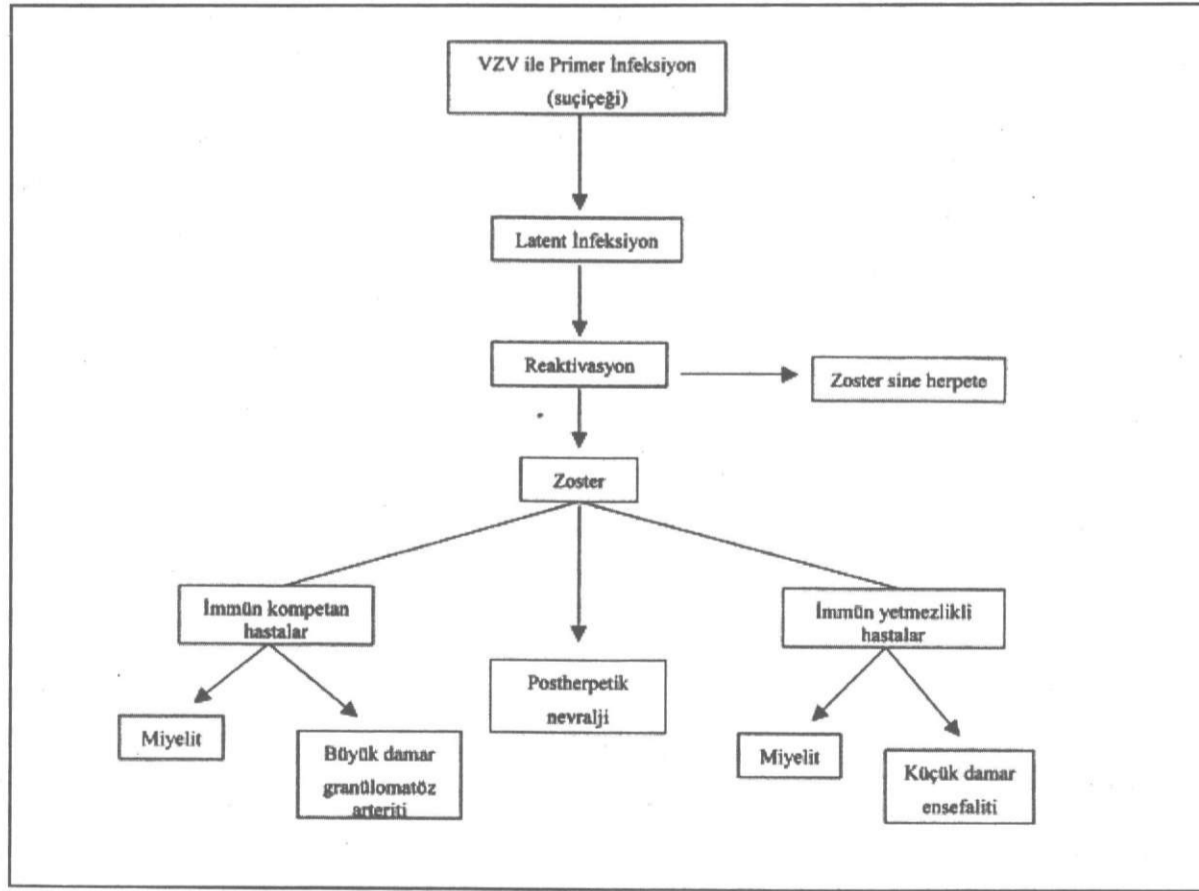 VZV ile Primer İnfeksiyon
(suçiçeği)
Latent İnfeksiyon
Reaktivasyon
Zoster sine herpete
Zoster
İmmün kompetan
hastalar
Postherpetik
nevralji
İmmün yetmezlikli
hastalar
Miyelit
Büyük damar
granülomatöz
arteriti
Miyelit
Küçük damar
ensefaliti